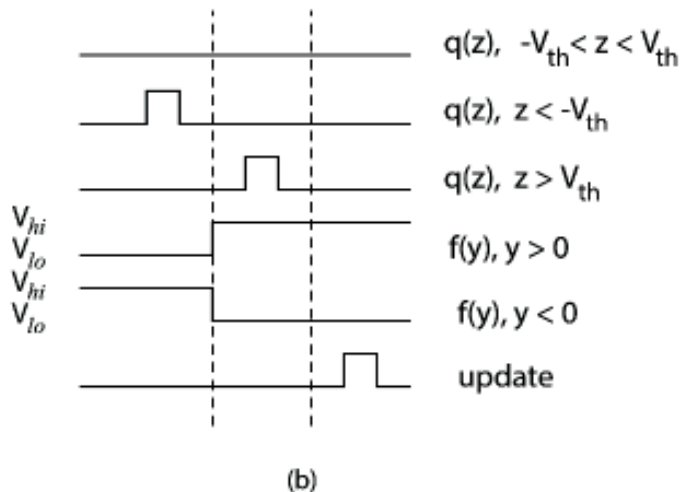 q(z), -V_th < z < V_th
q(z), z < -V_th
q(z), z > V_th
V_hi
V_lo
f(y), y > 0
V_hi
V_lo
f(y), y < 0
update
(b)